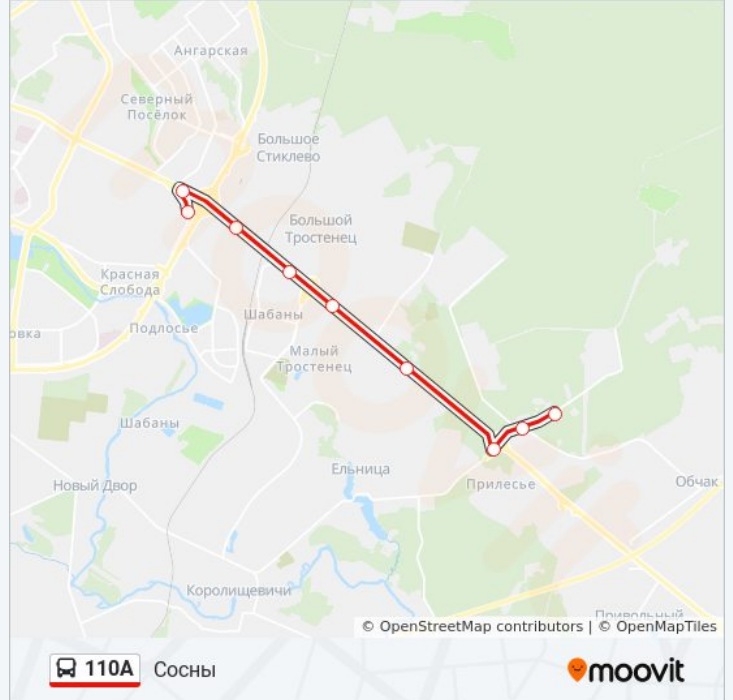 Ангарская
Северный
Посёлок
Большое
Стиклево
Большой
Тростенец
Красная
Слобода
Шабаны
овка
Подлосье
Малый
Тростенец
Шабаны
Ельница
Новый Двор
Прилесье
Обчак
Королищевичи
Привольный
© OpenStreetMap contributors | © OpenMapTiles
110А Сосны
moovit